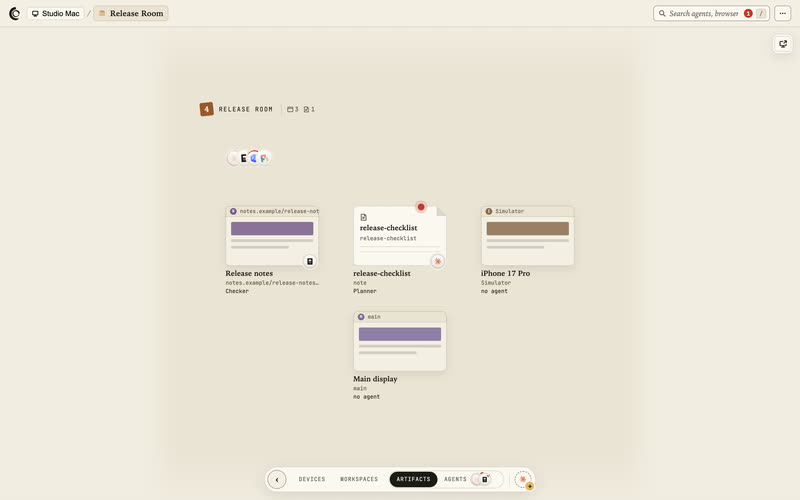 Studio Mac / Release Room
Search agents, browser 1 /
4 RELEASE ROOM 3 1
notes.example/release-not
Release notes
notes.example/release-notes…
Checker
release-checklist
release-checklist
release-checklist
note
Planner
Simulator
iPhone 17 Pro
Simulator
no agent
main
Main display
main
no agent
DEVICES WORKSPACES ARTIFACTS AGENTS